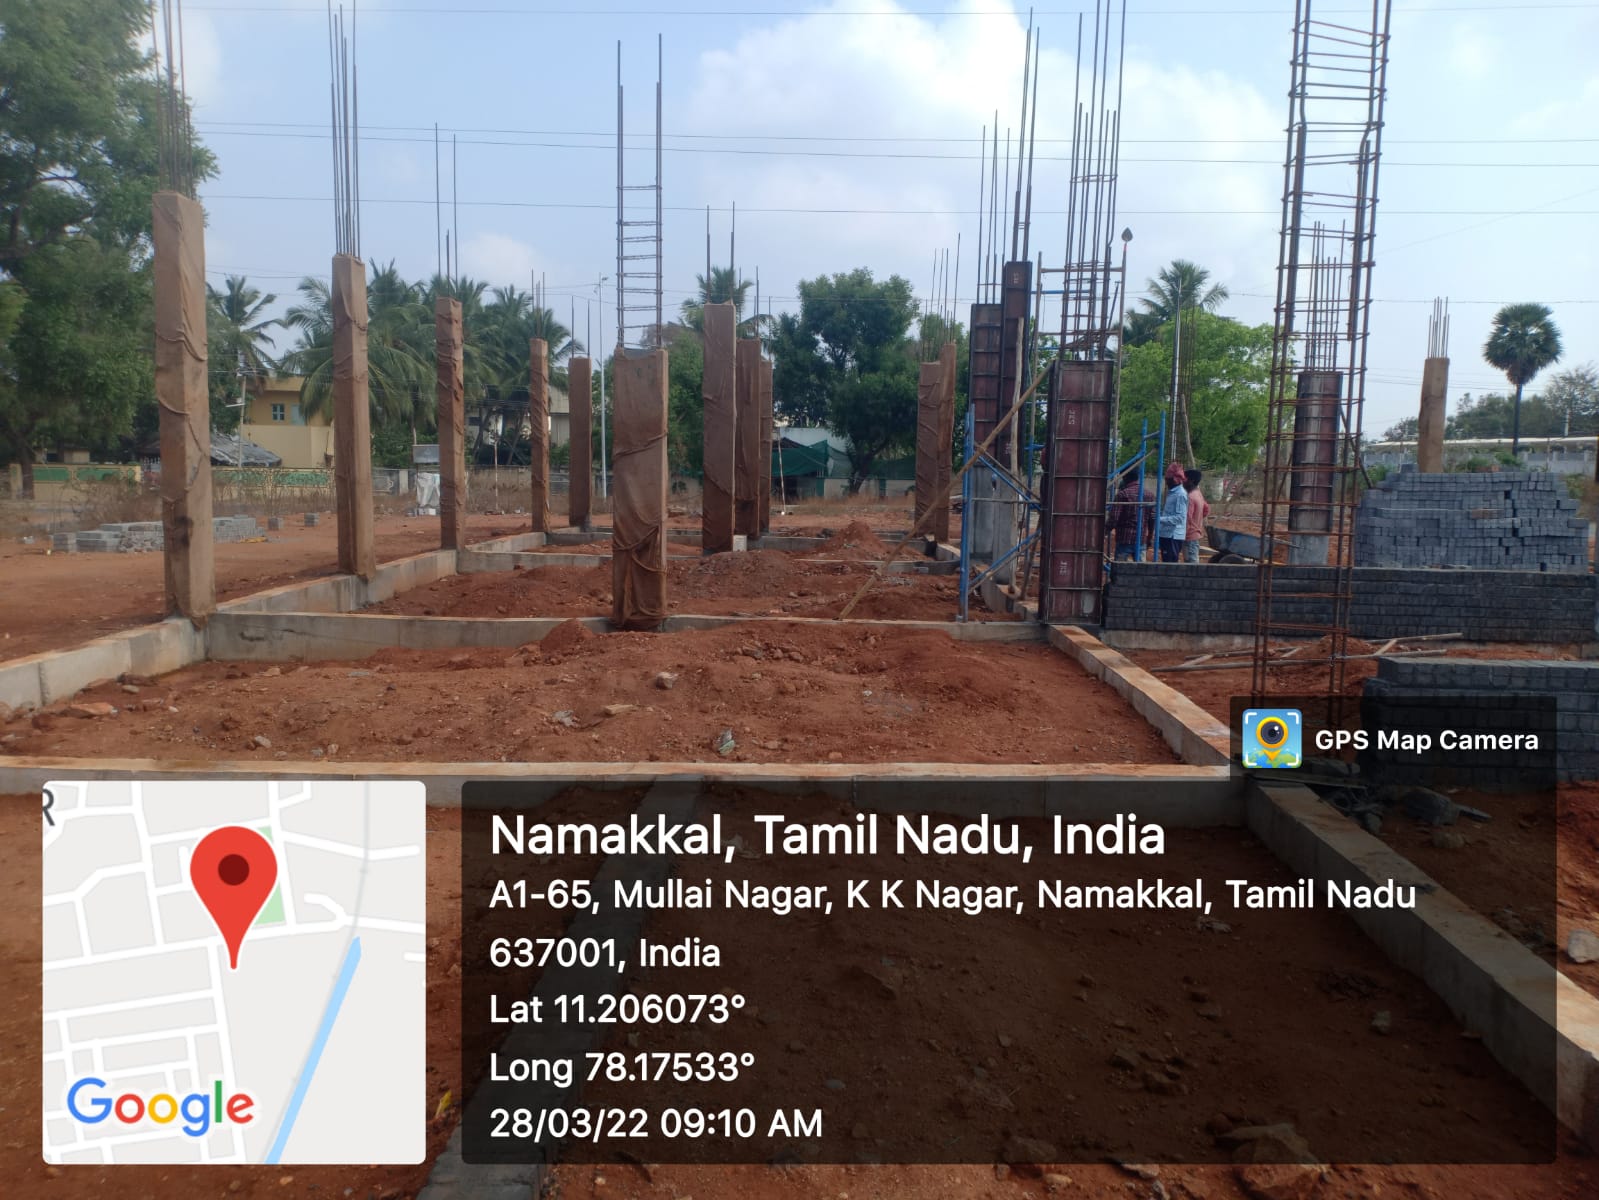 GPS Map Camera
Namakkal, Tamil Nadu, India
A1-65, Mullai Nagar, K K Nagar, Namakkal, Tamil Nadu
637001, India
Lat 11.206073°
Long 78.17533°
28/03/22 09:10 AM
R
Google